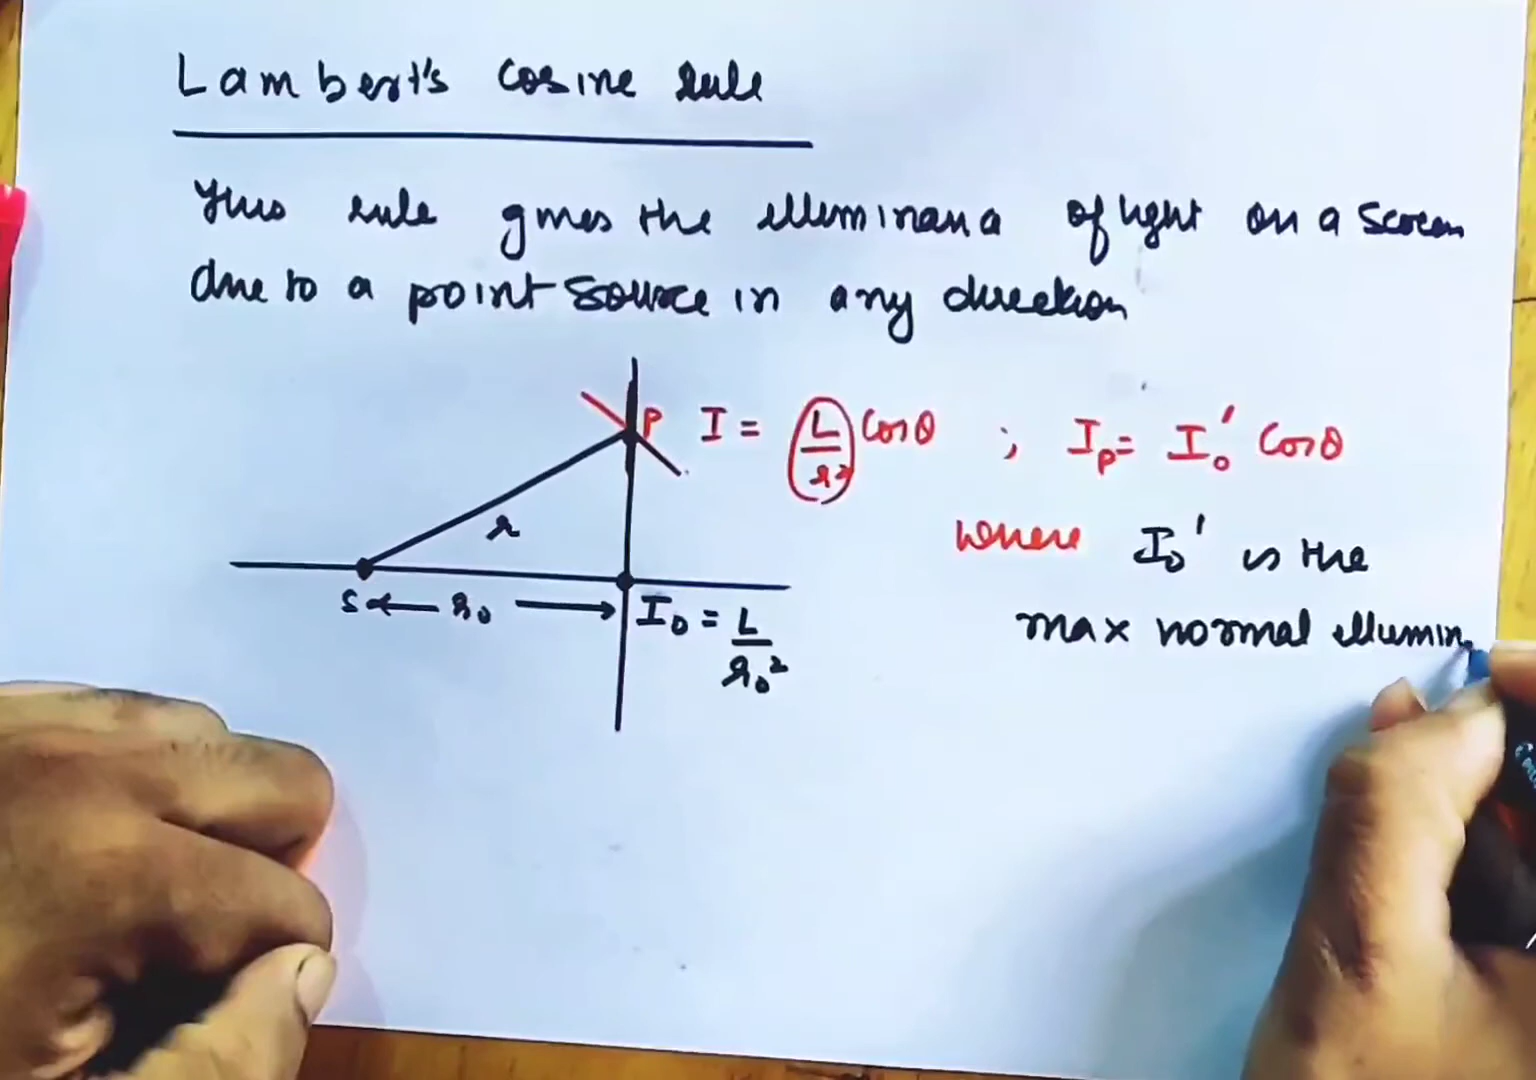 Lambert's cosine rule
This rule gives the illuminana of light on a screen
due to a point source in any direction
P I = L/r² Cosθ ; Ip = I₀' Cosθ
r where I₀' is the
S ← r₀ → I₀ = L/r₀² max normal illumin